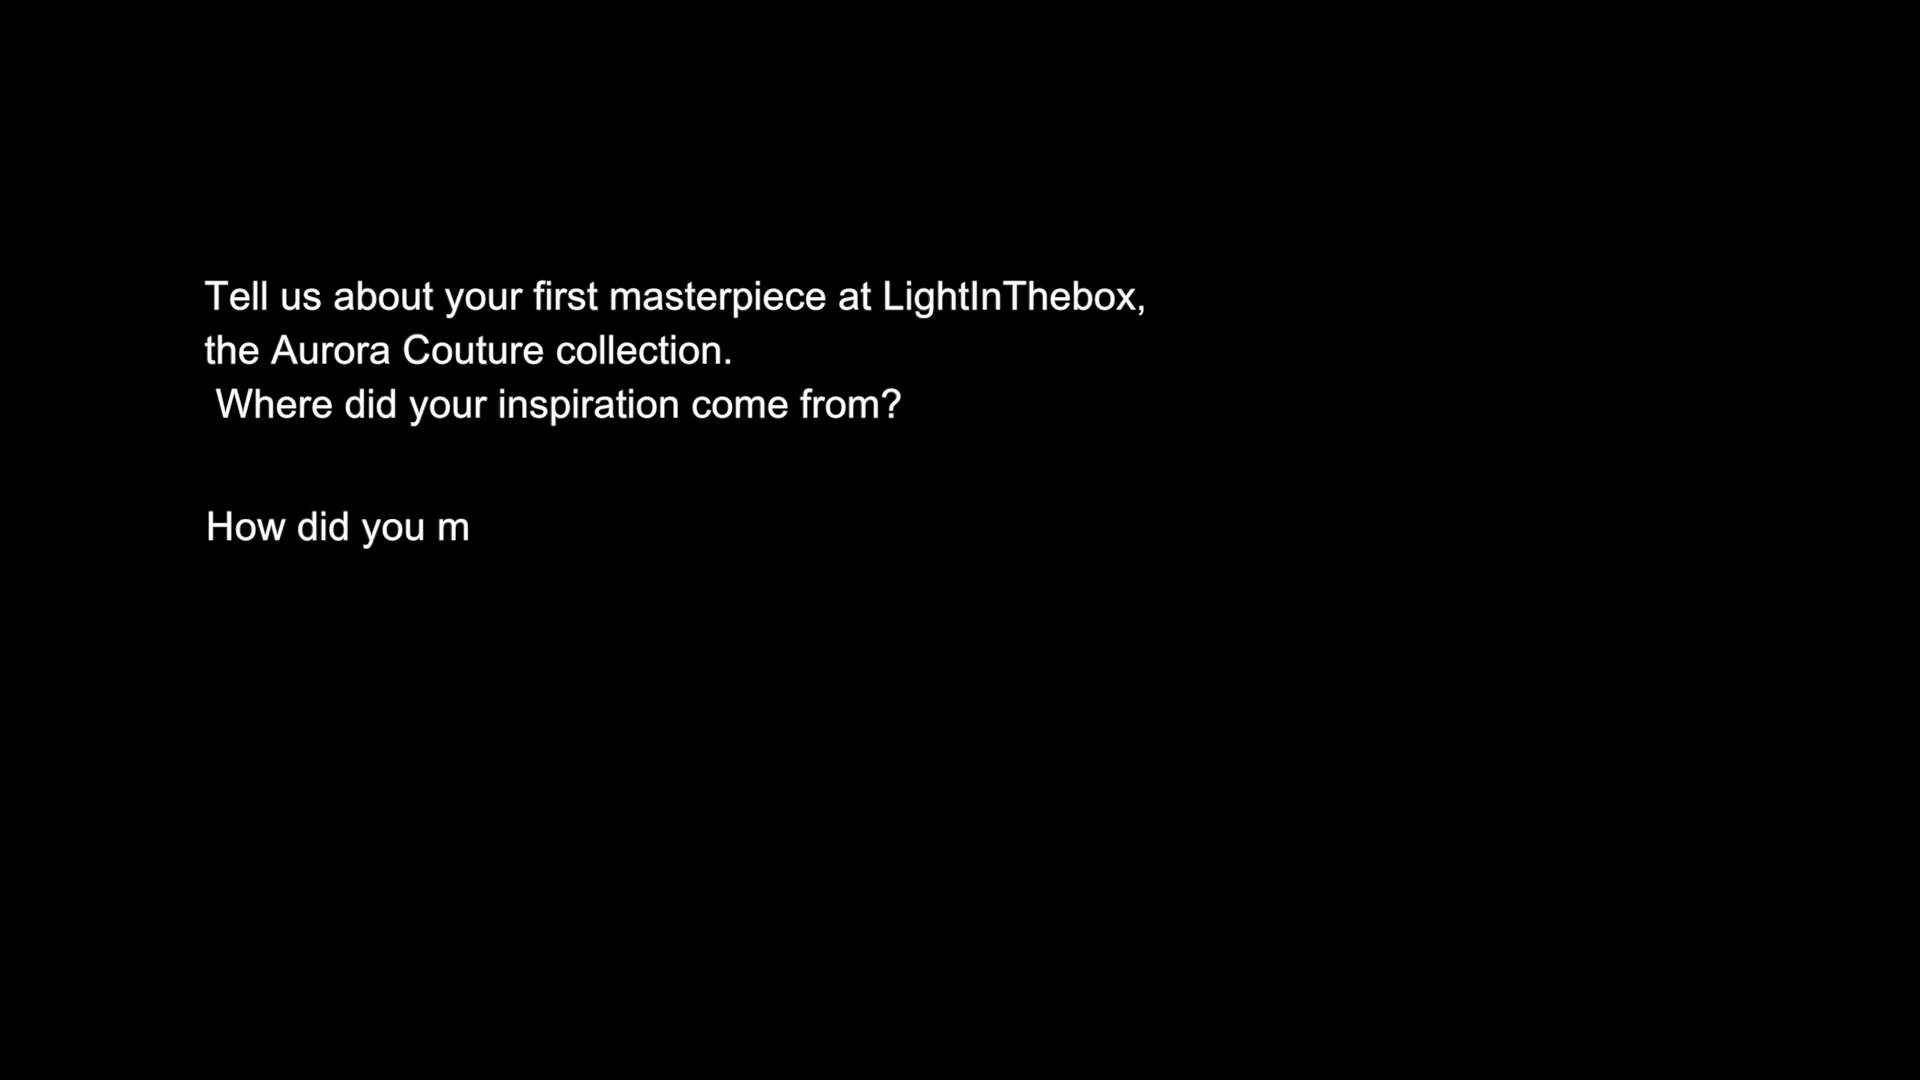 Tell us about your first masterpiece at LightInThebox,
the Aurora Couture collection.
Where did your inspiration come from?
How did you m